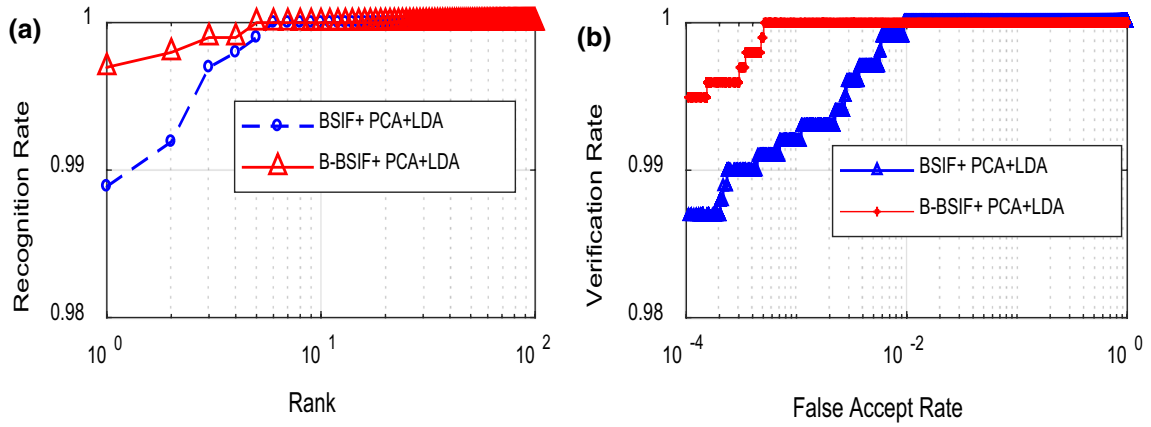 (a)
Recognition Rate
1
0.99
0.98
BSIF+ PCA+LDA
B-BSIF+ PCA+LDA
10^0
10^1
10^2
Rank
(b)
Verification Rate
1
0.99
0.98
BSIF+ PCA+LDA
B-BSIF+ PCA+LDA
10^-4
10^-2
10^0
False Accept Rate